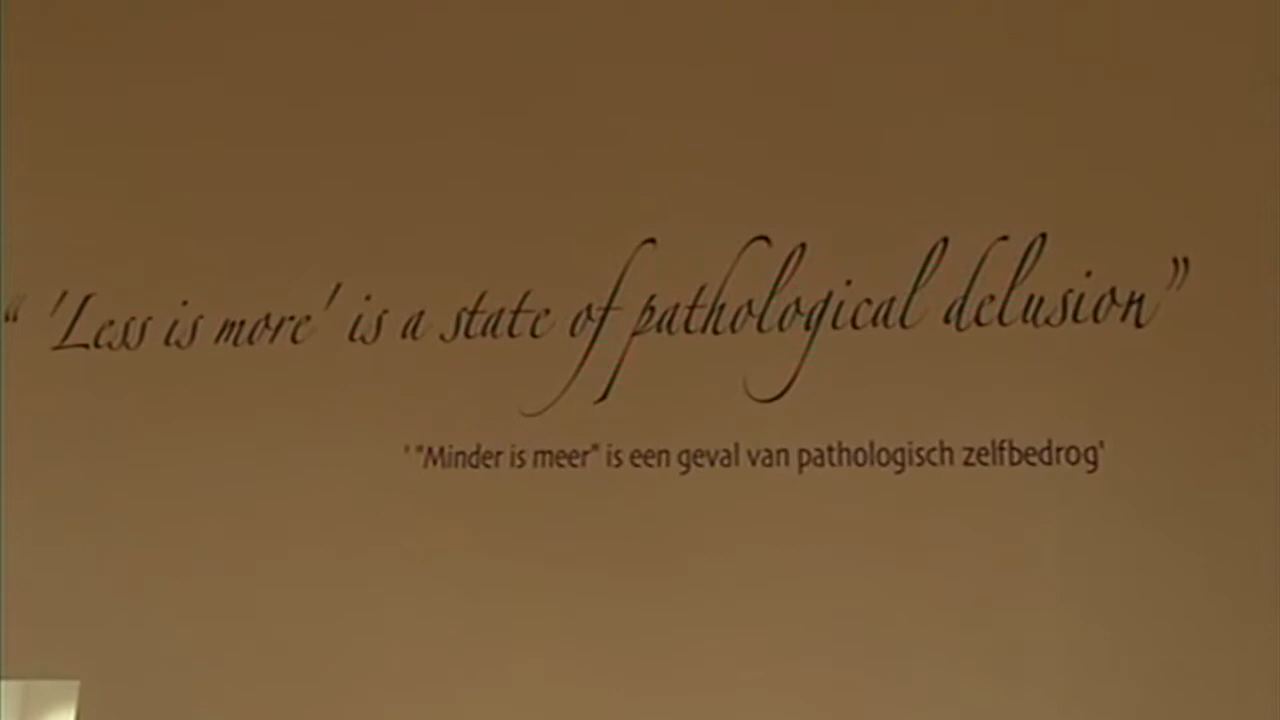 “ 'Less is more' is a state of pathological delusion”
' "Minder is meer" is een geval van pathologisch zelfbedrog'